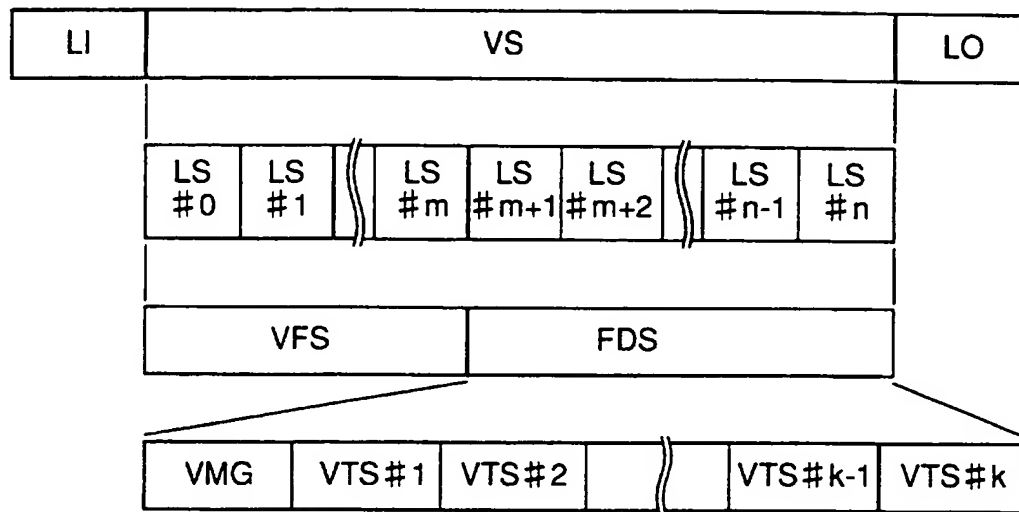 LI VS LO
LS LS LS LS LS LS LS
#0 #1 #m #m+1 #m+2 #n-1 #n
VFS FDS
VMG VTS#1 VTS#2 VTS#k-1 VTS#k